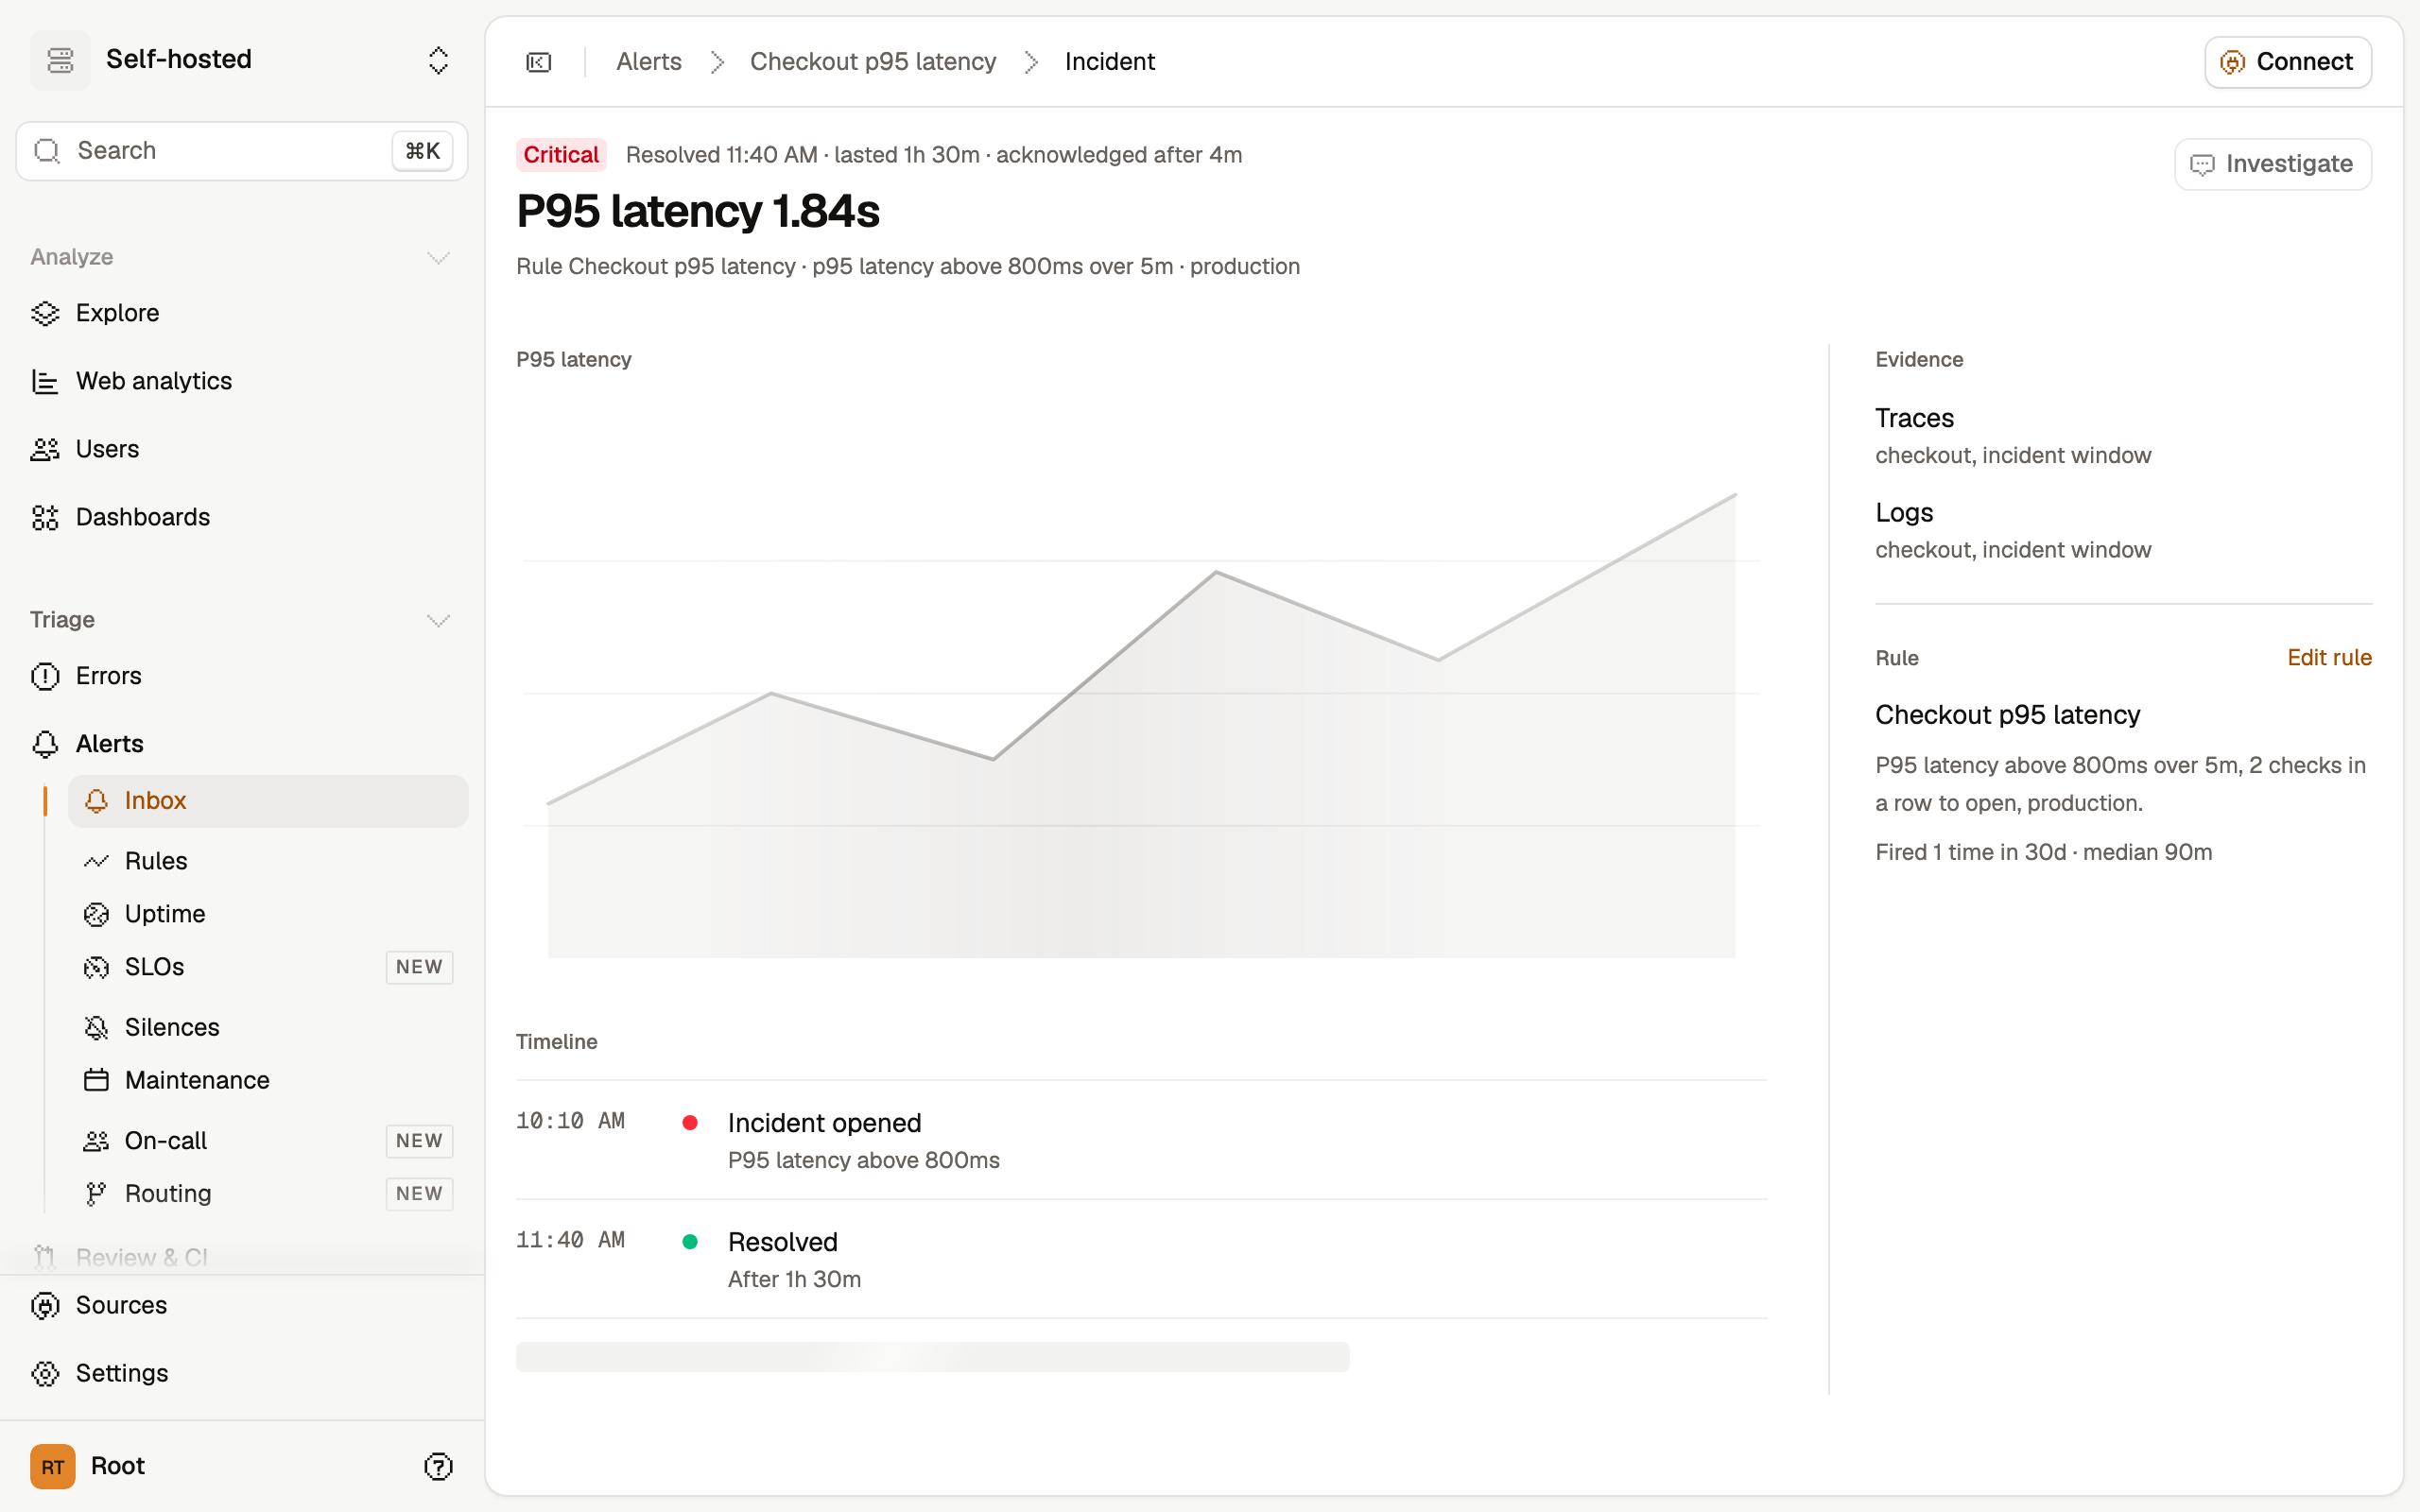 Self-hosted
Search ⌘K
Analyze
Explore
Web analytics
Users
Dashboards
Triage
Errors
Alerts
Inbox
Rules
Uptime
SLOs NEW
Silences
Maintenance
On-call NEW
Routing NEW
Review & CI
Sources
Settings
RT Root
Alerts Checkout p95 latency Incident
Connect
Critical Resolved 11:40 AM · lasted 1h 30m · acknowledged after 4m
Investigate
P95 latency 1.84s
Rule Checkout p95 latency · p95 latency above 800ms over 5m · production
P95 latency
Timeline
10:10 AM Incident opened
P95 latency above 800ms
11:40 AM Resolved
After 1h 30m
Evidence
Traces
checkout, incident window
Logs
checkout, incident window
Rule Edit rule
Checkout p95 latency
P95 latency above 800ms over 5m, 2 checks in
a row to open, production.
Fired 1 time in 30d · median 90m